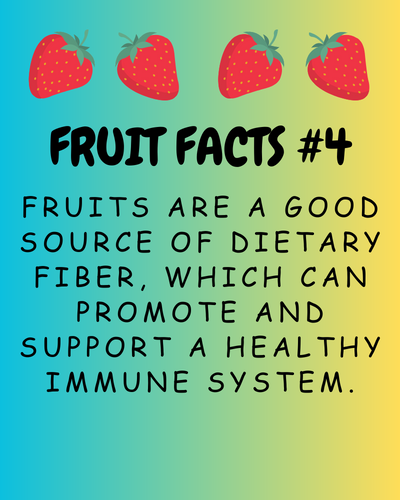 FRUIT FACTS #4
FRUITS ARE A GOOD
SOURCE OF DIETARY
FIBER, WHICH CAN
PROMOTE AND
SUPPORT A HEALTHY
IMMUNE SYSTEM.